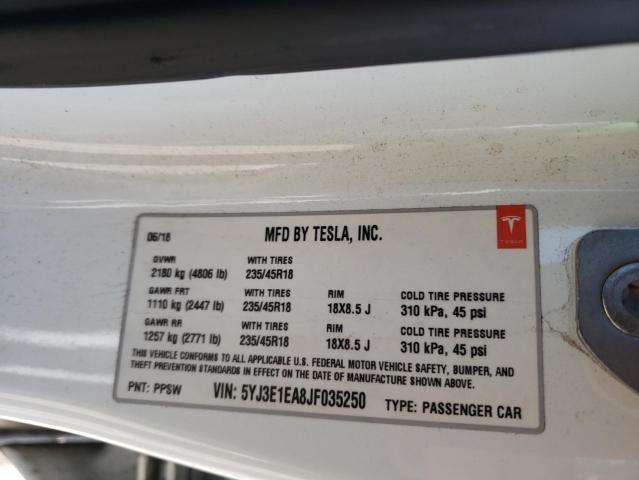 06/18 MFD BY TESLA, INC. TESLA
GVWR WITH TIRES
2180 kg (4806 lb) 235/45R18
GAWR FRT WITH TIRES RIM COLD TIRE PRESSURE
1110 kg (2447 lb) 235/45R18 18X8.5 J 310 kPa, 45 psi
GAWR RR WITH TIRES RIM COLD TIRE PRESSURE
1257 kg (2771 lb) 235/45R18 18X8.5 J 310 kPa, 45 psi
THIS VEHICLE CONFORMS TO ALL APPLICABLE U.S. FEDERAL MOTOR VEHICLE SAFETY, BUMPER, AND
THEFT PREVENTION STANDARDS IN EFFECT ON THE DATE OF MANUFACTURE SHOWN ABOVE.
PNT: PPSW VIN: 5YJ3E1EA8JF035250 TYPE: PASSENGER CAR